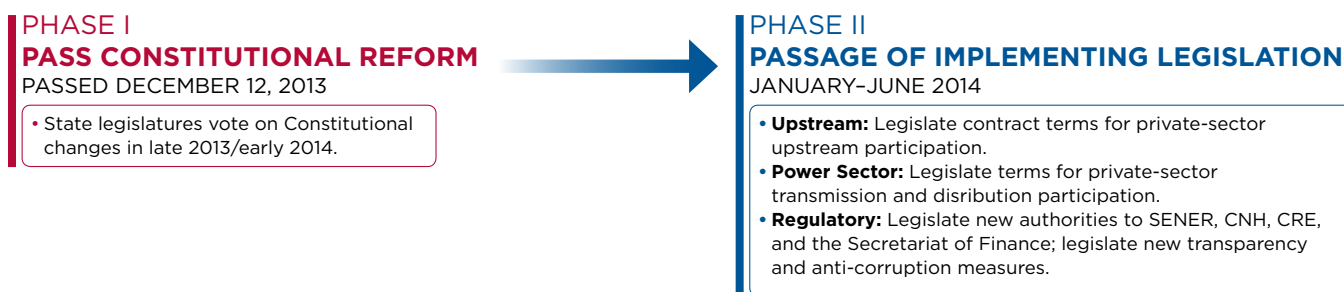 PHASE I
PASS CONSTITUTIONAL REFORM
PASSED DECEMBER 12, 2013
• State legislatures vote on Constitutional
changes in late 2013/early 2014.
PHASE II
PASSAGE OF IMPLEMENTING LEGISLATION
JANUARY–JUNE 2014
• Upstream: Legislate contract terms for private-sector
upstream participation.
• Power Sector: Legislate terms for private-sector
transmission and disribution participation.
• Regulatory: Legislate new authorities to SENER, CNH, CRE,
and the Secretariat of Finance; legislate new transparency
and anti-corruption measures.